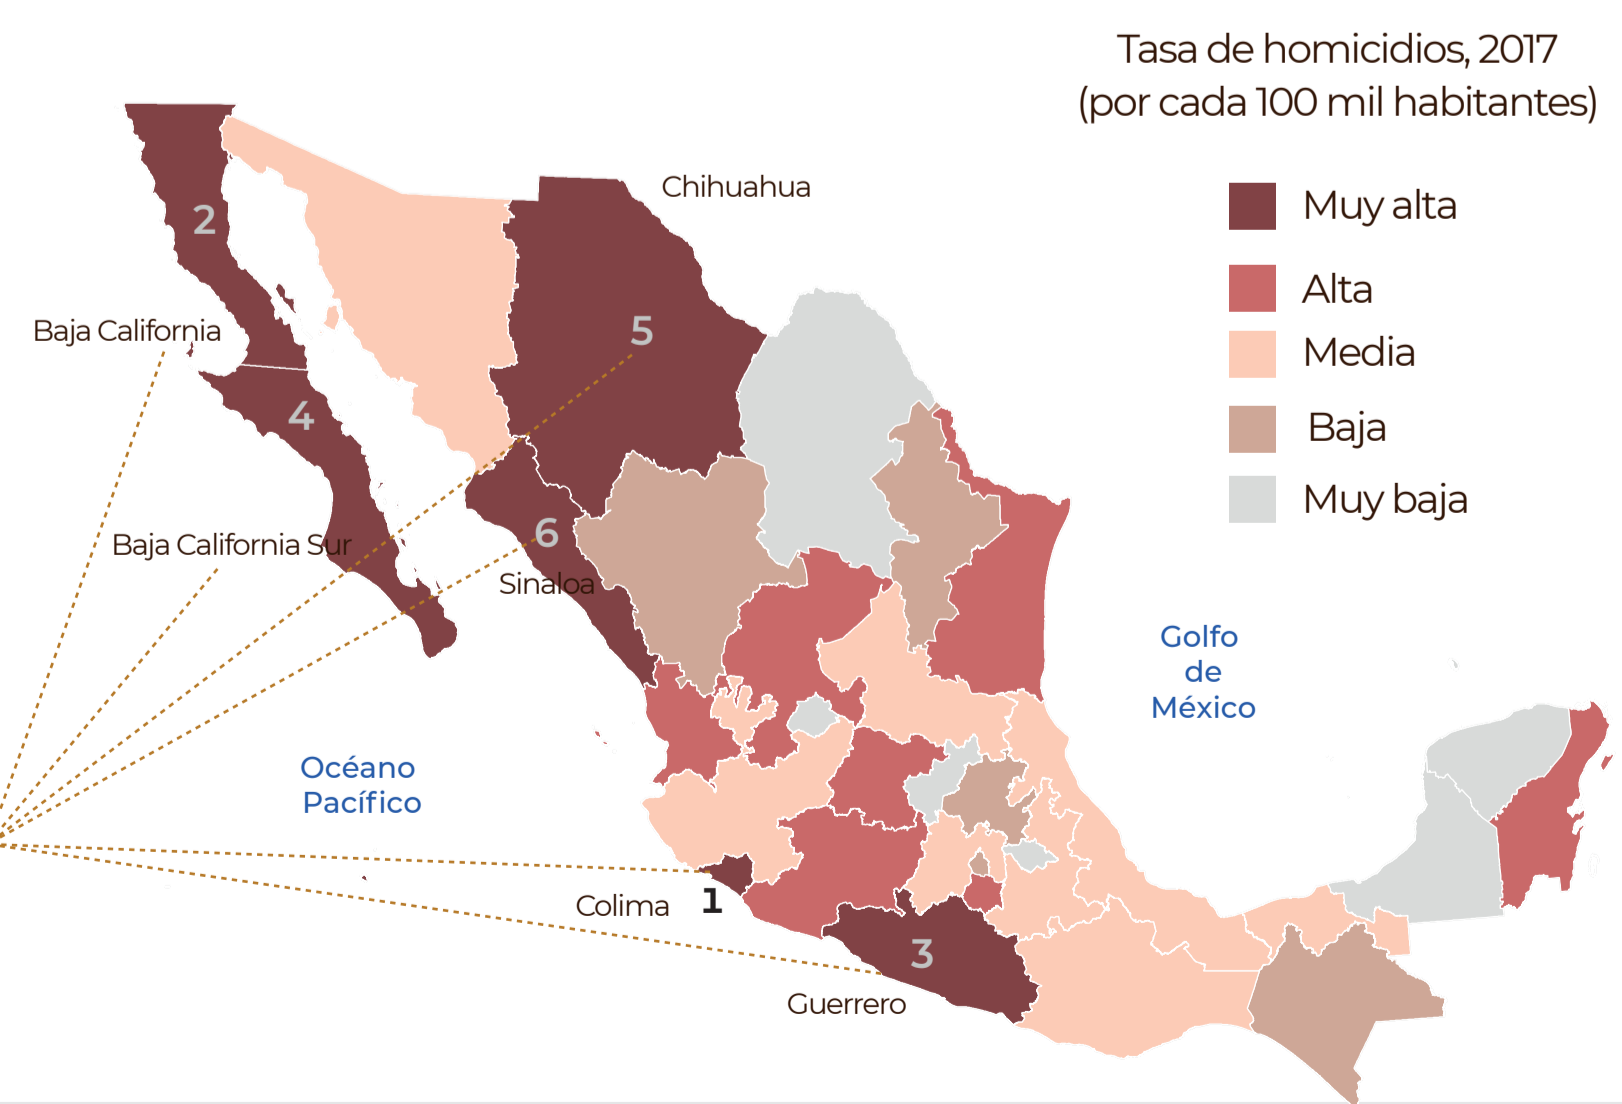 Tasa de homicidios, 2017
(por cada 100 mil habitantes)
Muy alta
Alta
Media
Baja
Muy baja
Chihuahua
2
5
Baja California
4
6
Baja California Sur
Sinaloa
Golfo
de
México
Océano
Pacífico
Colima
1
3
Guerrero